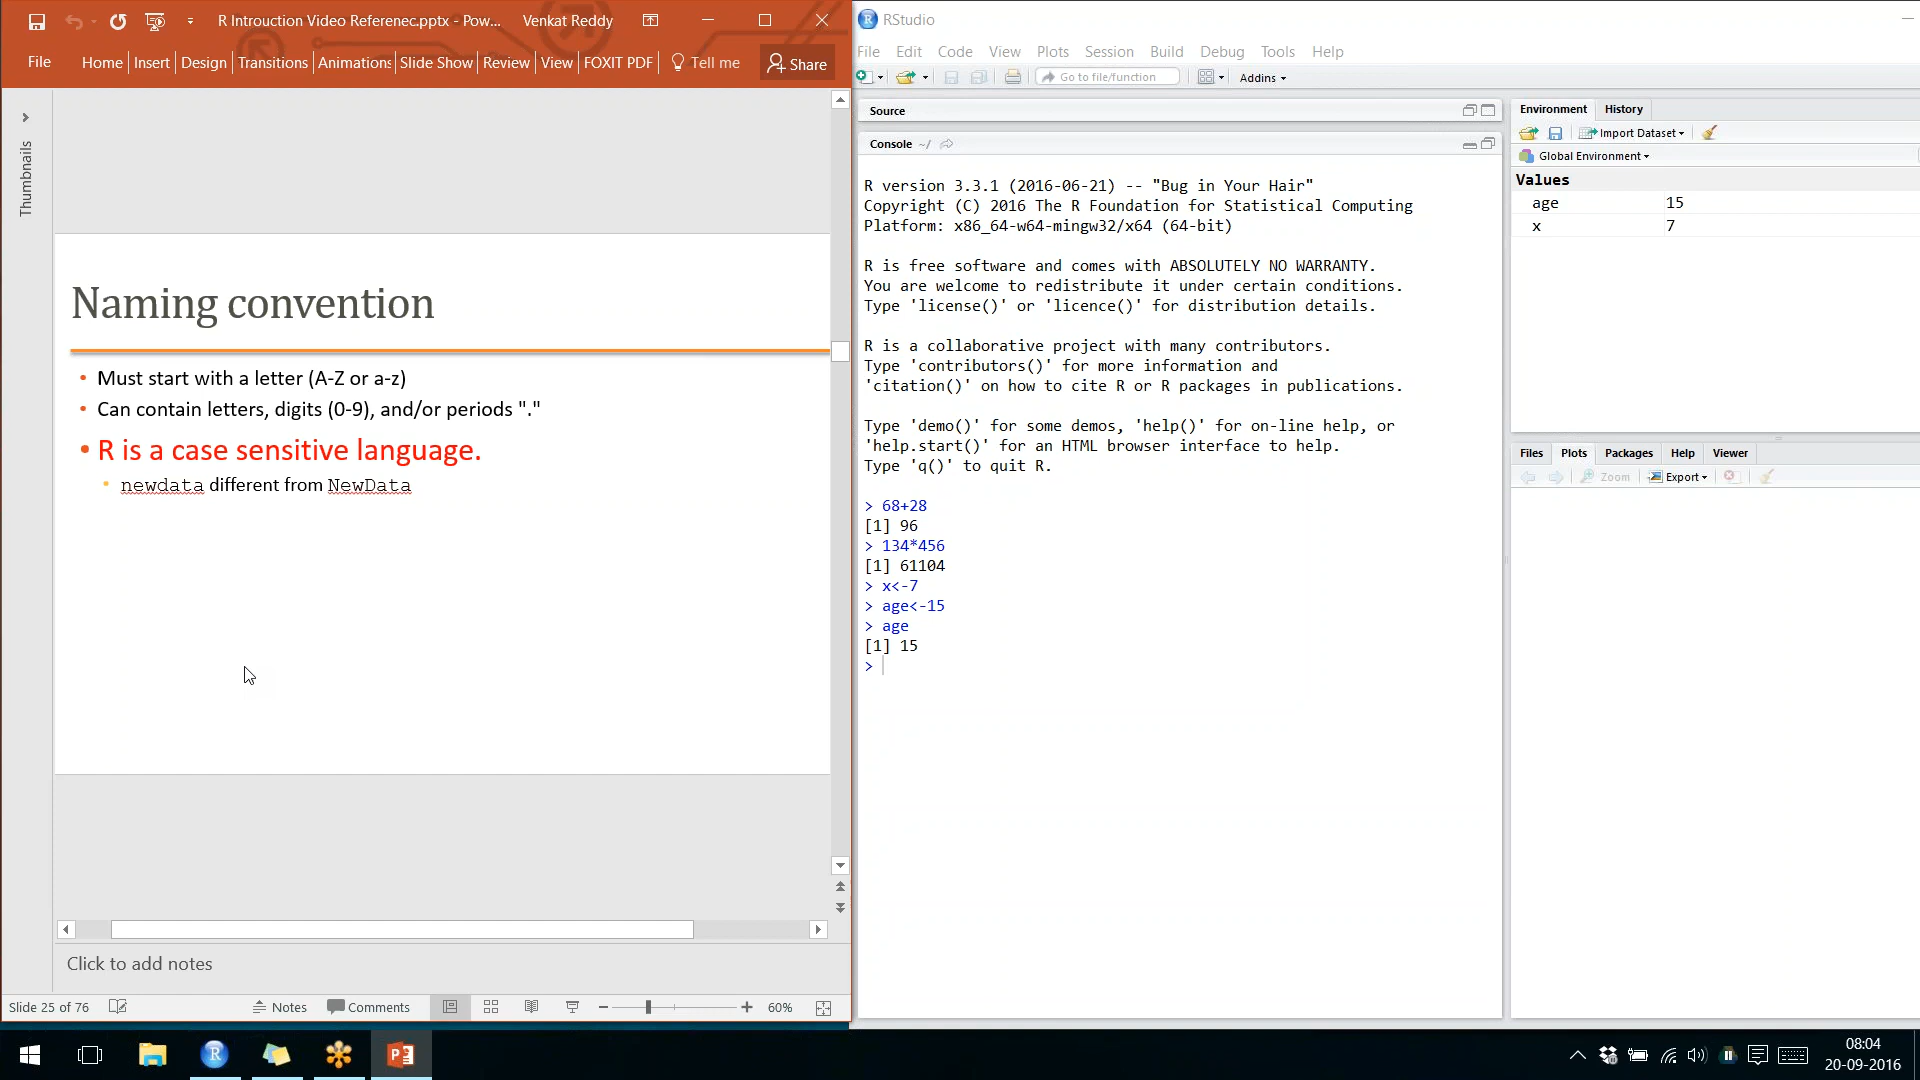 R Introuction Video Referenec.pptx - Pow... Venkat Reddy
File Home Insert Design Transitions Animations Slide Show Review View FOXIT PDF Tell me Share
Thumbnails
Naming convention
• Must start with a letter (A-Z or a-z)
• Can contain letters, digits (0-9), and/or periods "."
• R is a case sensitive language.
• newdata different from NewData
Click to add notes
Slide 25 of 76 Notes Comments 60%
RStudio
File Edit Code View Plots Session Build Debug Tools Help
Go to file/function Addins
Source
Console ~/
R version 3.3.1 (2016-06-21) -- "Bug in Your Hair"
Copyright (C) 2016 The R Foundation for Statistical Computing
Platform: x86_64-w64-mingw32/x64 (64-bit)
R is free software and comes with ABSOLUTELY NO WARRANTY.
You are welcome to redistribute it under certain conditions.
Type 'license()' or 'licence()' for distribution details.
R is a collaborative project with many contributors.
Type 'contributors()' for more information and
'citation()' on how to cite R or R packages in publications.
Type 'demo()' for some demos, 'help()' for on-line help, or
'help.start()' for an HTML browser interface to help.
Type 'q()' to quit R.
> 68+28
[1] 96
> 134*456
[1] 61104
> x<-7
> age<-15
> age
[1] 15
>
Environment History
Import Dataset
Global Environment
Values
age 15
x 7
Files Plots Packages Help Viewer
Zoom Export
08:04
20-09-2016